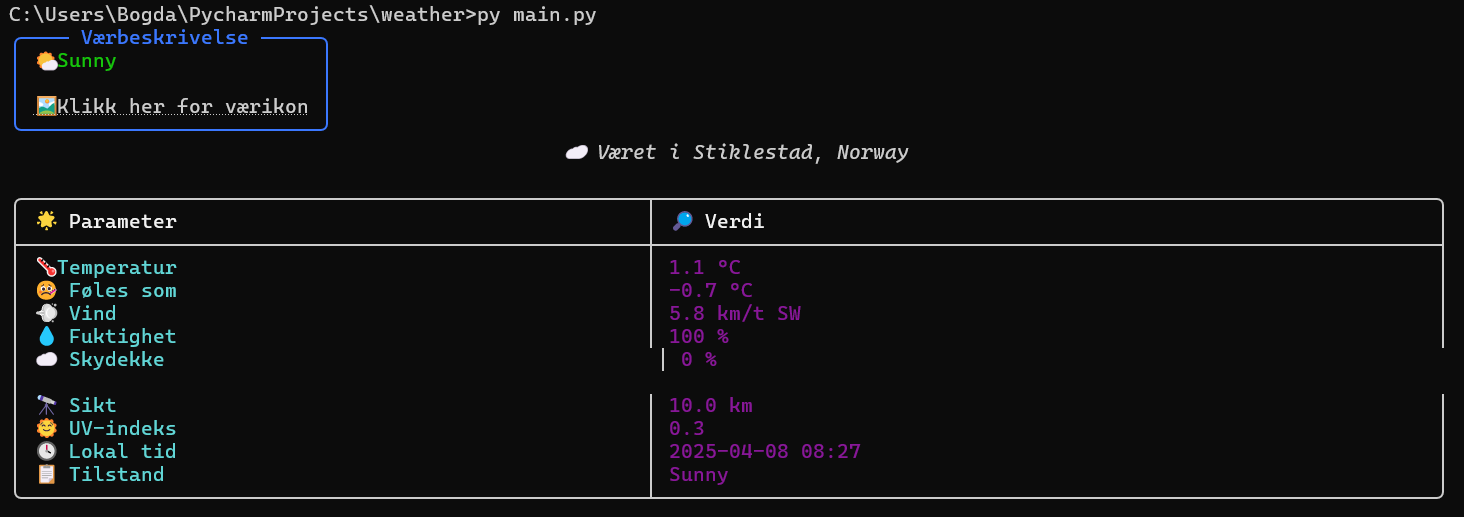 C:\Users\Bogda\PycharmProjects\weather>py main.py
Værbeskrivelse
🌤️Sunny
🖼️Klikk her for værikon
☁️ Været i Stiklestad, Norway
🌟 Parameter 🔎 Verdi
🌡️Temperatur 1.1 °C
🤒 Føles som -0.7 °C
💨 Vind 5.8 km/t SW
💧 Fuktighet 100 %
☁️ Skydekke 0 %
🔭 Sikt 10.0 km
🌞 UV-indeks 0.3
🕓 Lokal tid 2025-04-08 08:27
📋 Tilstand Sunny